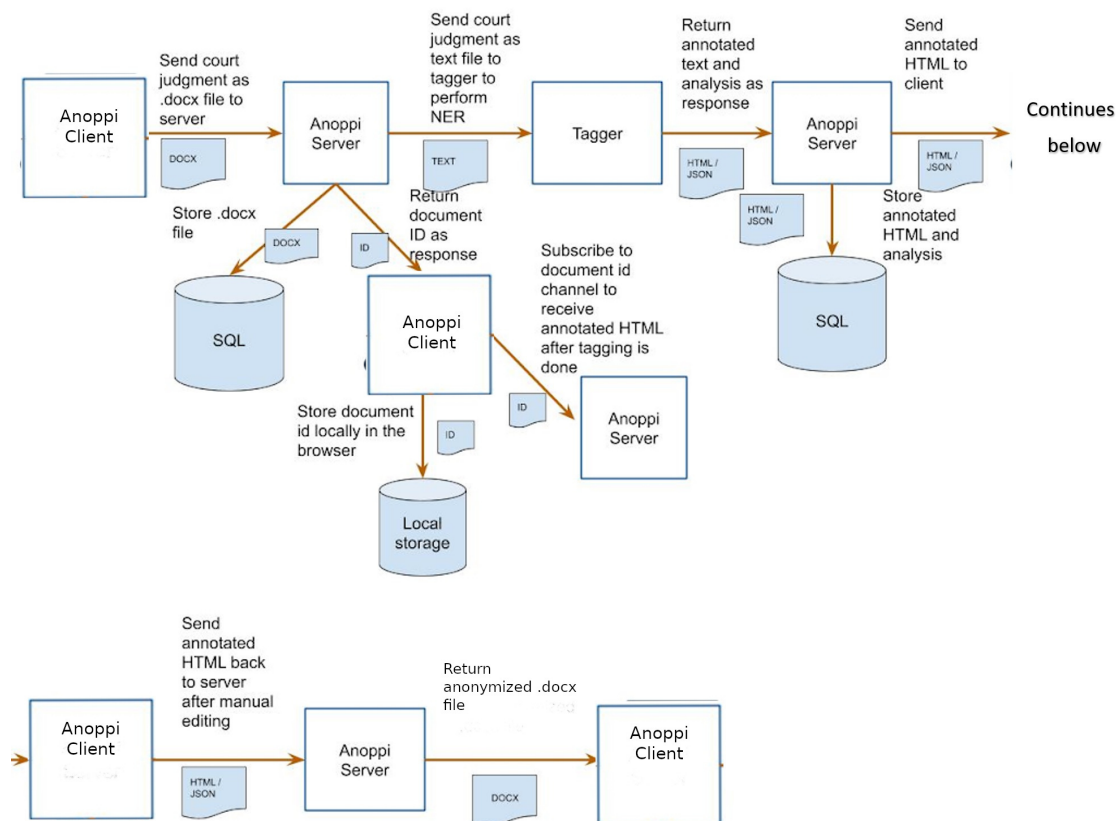 Send court
judgment as
.docx file to
server
Send court
judgment as
text file to
tagger to
perform
NER
Return
annotated
text and
analysis as
response
Send
annotated
HTML to
client
Anoppi
Client
Anoppi
Server
Tagger
Anoppi
Server
Continues
below
DOCX
TEXT
HTML /
JSON
HTML /
JSON
HTML /
JSON
Store .docx
file
DOCX
ID
Return
document
ID as
response
Store
annotated
HTML and
analysis
SQL
Anoppi
Client
Subscribe to
document id
channel to
receive
annotated HTML
after tagging is
done
SQL
ID
Anoppi
Server
Store document
id locally in the
browser
ID
Local
storage
Send
annotated
HTML back
to server
after manual
editing
Return
anonymized .docx
file
Anoppi
Client
Anoppi
Server
Anoppi
Client
HTML /
JSON
DOCX